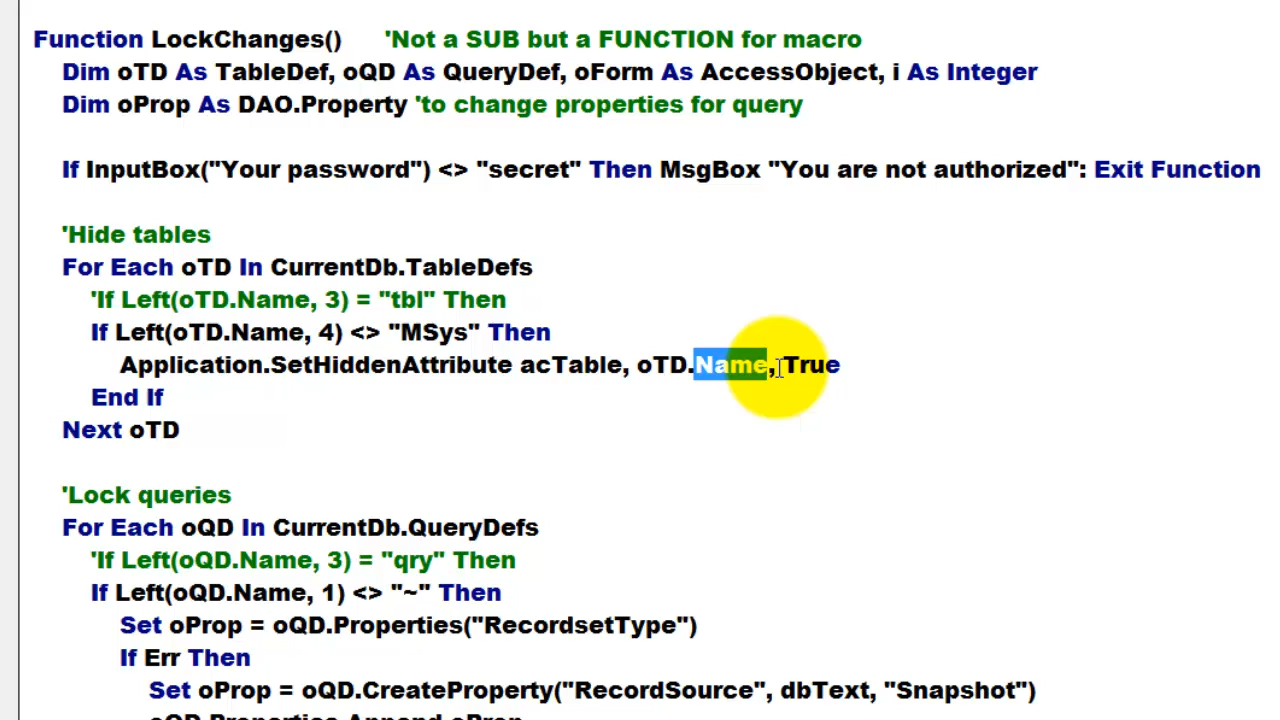 Function LockChanges()     'Not a SUB but a FUNCTION for macro
Dim oTD As TableDef, oQD As QueryDef, oForm As AccessObject, i As Integer
Dim oProp As DAO.Property 'to change properties for query
If InputBox("Your password") <> "secret" Then MsgBox "You are not authorized": Exit Function
'Hide tables
For Each oTD In CurrentDb.TableDefs
'If Left(oTD.Name, 3) = "tbl" Then
If Left(oTD.Name, 4) <> "MSys" Then
Application.SetHiddenAttribute acTable, oTD.Name, True
End If
Next oTD
'Lock queries
For Each oQD In CurrentDb.QueryDefs
'If Left(oQD.Name, 3) = "qry" Then
If Left(oQD.Name, 1) <> "~" Then
Set oProp = oQD.Properties("RecordsetType")
If Err Then
Set oProp = oQD.CreateProperty("RecordSource", dbText, "Snapshot")
oQD.Properties.Append oProp